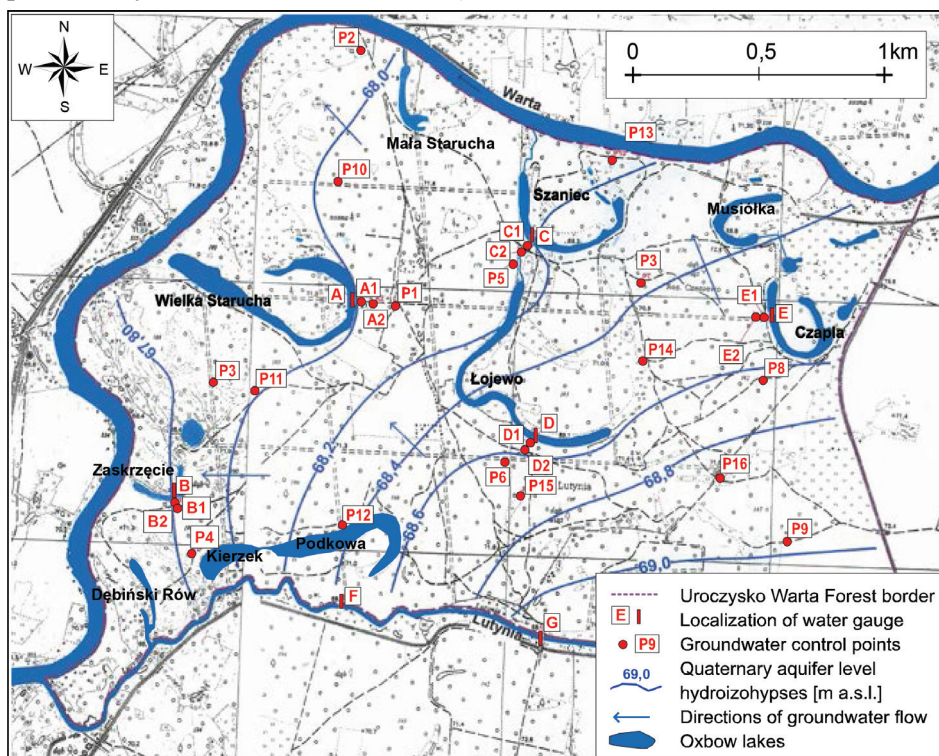 N
W E
S
0 0,5 1km
P2
68,0
Warta
Mała Starucha
P13
P10
Szaniec
Musiółka
C1 C
C2
P5
P3
Wielka Starucha
A A1
A2
P1
E1 E
E2
Czapla
67,80
P3
P11
P14
P8
Łojewo
D1 D
D2
68,2
68,4
P6
P15
Lutynia
P16
68,8
Zaskrzęcie
B
B1
B2
P12
Podkowa
68,6
P9
P4
Kierzek
Dębiński Rów
F
69,0
Lutynia
G
Uroczysko Warta Forest border
E Localization of water gauge
P9 Groundwater control points
69,0 Quaternary aquifer level
hydroizohypses [m a.s.l.]
Directions of groundwater flow
Oxbow lakes